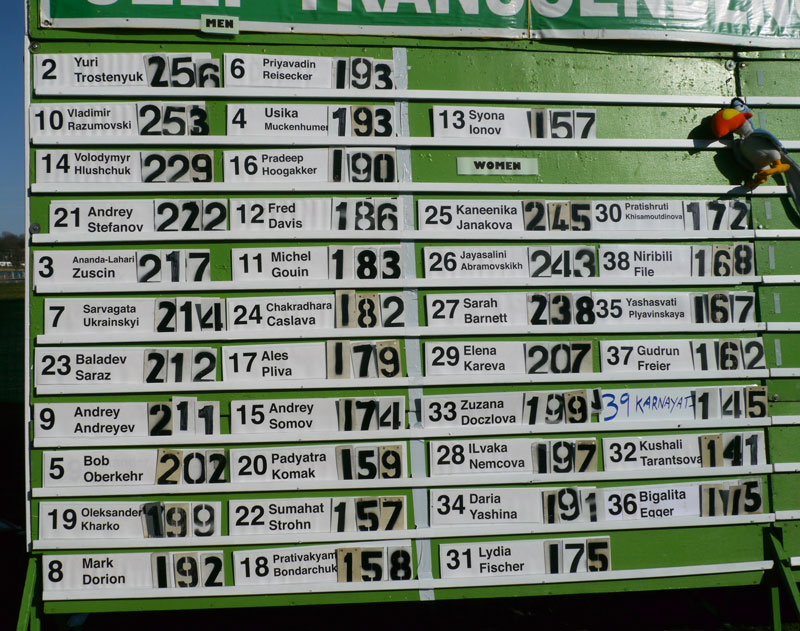 SELF TRANSCENDEN
MEN
2 Yuri Trostenyuk 256
6 Priyavadin Reisecker 193
10 Vladimir Razumovski 253
4 Usika Muckenhumer 193
13 Syona Ionov 157
14 Volodymyr Hlushchuk 229
16 Pradeep Hoogakker 190
WOMEN
21 Andrey Stefanov 222
12 Fred Davis 186
25 Kaneenika Janakova 245
30 Pratishruti Khisamoutdinova 172
3 Ananda-Lahari Zuscin 217
11 Michel Gouin 183
26 Jayasalini Abramovskikh 243
38 Niribili File 168
7 Sarvagata Ukrainskyi 214
24 Chakradhara Caslava 182
27 Sarah Barnett 238
35 Yashasvati Plyavinskaya 167
23 Baladev Saraz 212
17 Ales Pliva 179
29 Elena Kareva 207
37 Gudrun Freier 162
9 Andrey Andreyev 211
15 Andrey Somov 174
33 Zuzana Doczlova 199
39 KARNAYATI 145
5 Bob Oberkehr 202
20 Padyatra Komak 159
28 ILvaka Nemcova 197
32 Kushali Tarantsova 141
19 Oleksander Kharko 199
22 Sumahat Strohn 157
34 Daria Yashina 191
36 Bigalita Egger
8 Mark Dorion 192
18 Prativakyam Bondarchuk 158
31 Lydia Fischer 175